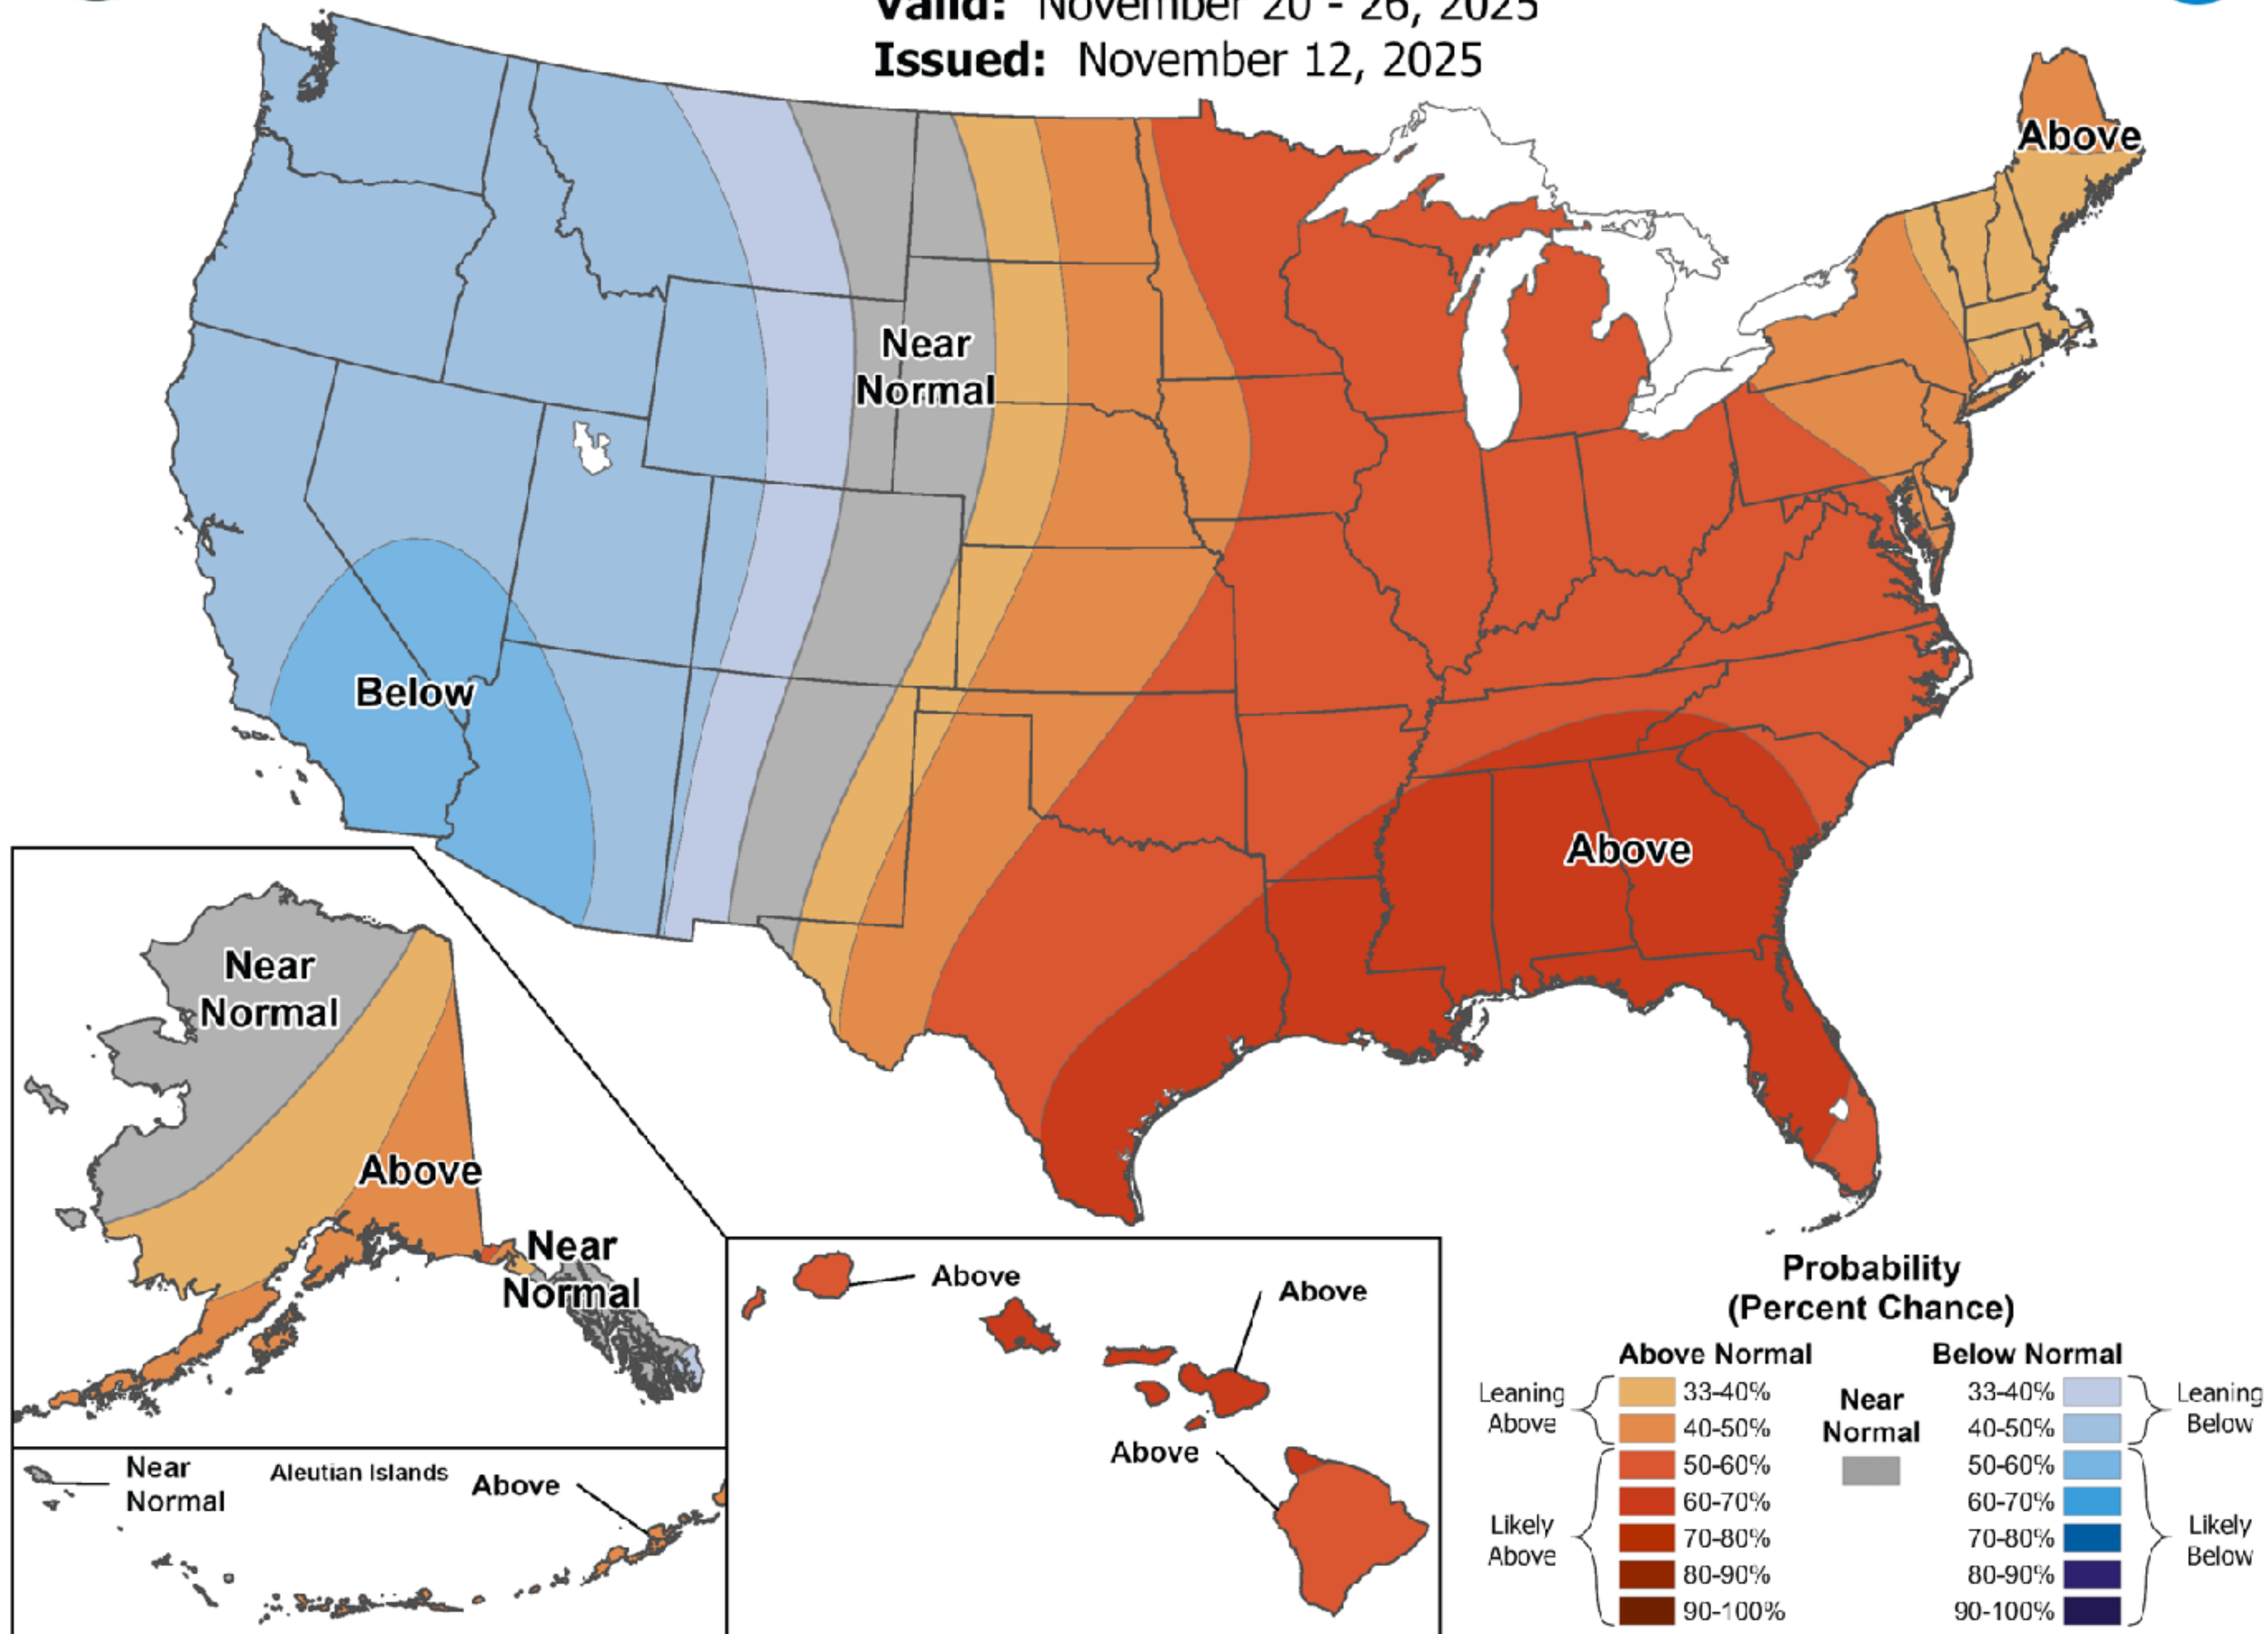 Valid: November 20 - 26, 2025
Issued: November 12, 2025
Above
Near
Normal
Below
Above
Near
Normal
Above
Near
Normal
Above
Above
Above
Near
Normal
Aleutian Islands
Above
Probability
(Percent Chance)
Above Normal
Below Normal
Leaning
Above
33-40%
40-50%
50-60%
60-70%
70-80%
80-90%
90-100%
Likely
Above
Near
Normal
33-40%
40-50%
50-60%
60-70%
70-80%
80-90%
90-100%
Leaning
Below
Likely
Below